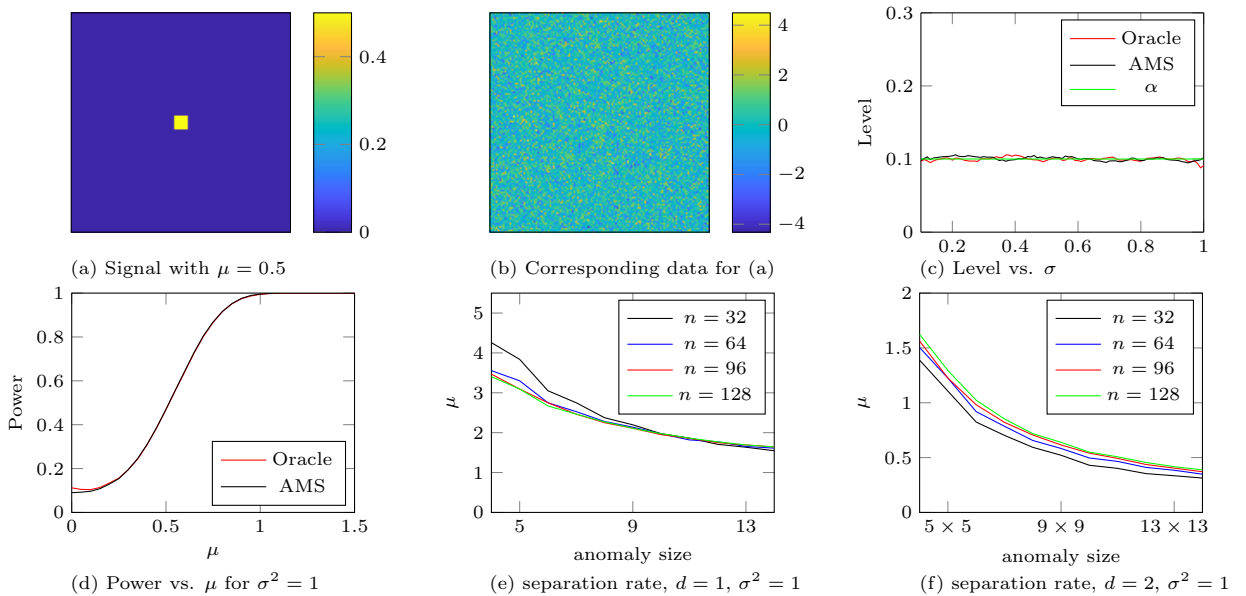 0.4
0.2
0
(a) Signal with μ = 0.5
4
2
0
−2
−4
(b) Corresponding data for (a)
Level
0.3
0.2
0.1
0
0.2 0.4 0.6 0.8 1
Oracle
AMS
α
(c) Level vs. σ
Power
1
0.8
0.6
0.4
0.2
0
0 0.5 1 1.5
μ
Oracle
AMS
(d) Power vs. μ for σ² = 1
μ
5
4
3
2
1
0
5 9 13
anomaly size
n = 32
n = 64
n = 96
n = 128
(e) separation rate, d = 1, σ² = 1
μ
2
1.5
1
0.5
0
5 × 5 9 × 9 13 × 13
anomaly size
n = 32
n = 64
n = 96
n = 128
(f) separation rate, d = 2, σ² = 1